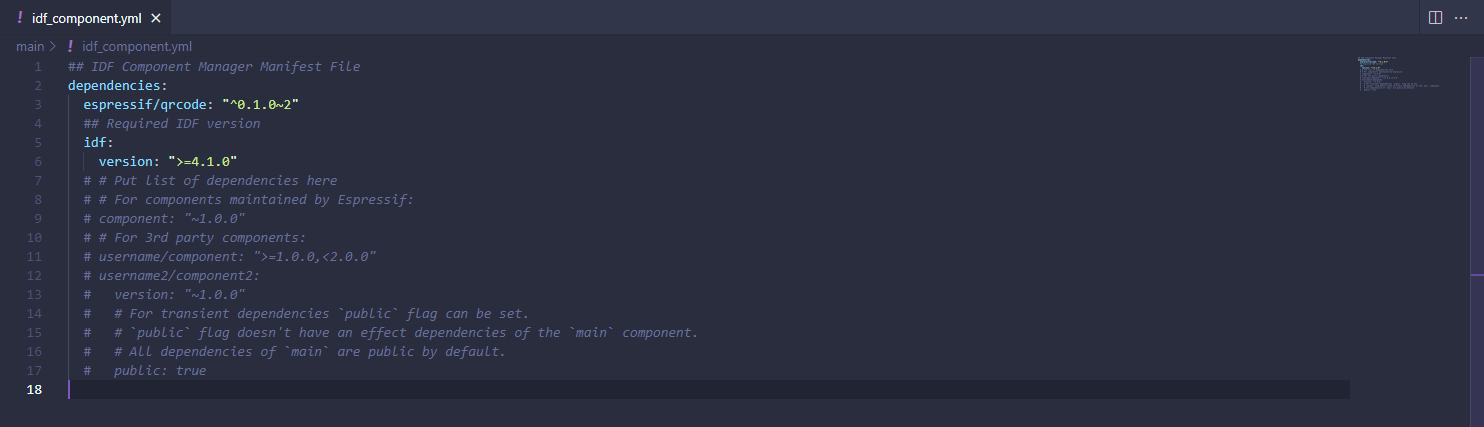 ! idf_component.yml ×
...
main > ! idf_component.yml
1 ## IDF Component Manager Manifest File
2 dependencies:
3   espressif/qrcode: "^0.1.0~2"
4   ## Required IDF version
5   idf:
6     version: ">=4.1.0"
7   # # Put list of dependencies here
8   # # For components maintained by Espressif:
9   # component: "~1.0.0"
10   # # For 3rd party components:
11   # username/component: ">=1.0.0,<2.0.0"
12   # username2/component2:
13   #   version: "~1.0.0"
14   #   # For transient dependencies `public` flag can be set.
15   #   # `public` flag doesn't have an effect dependencies of the `main` component.
16   #   # All dependencies of `main` are public by default.
17   #   public: true
18